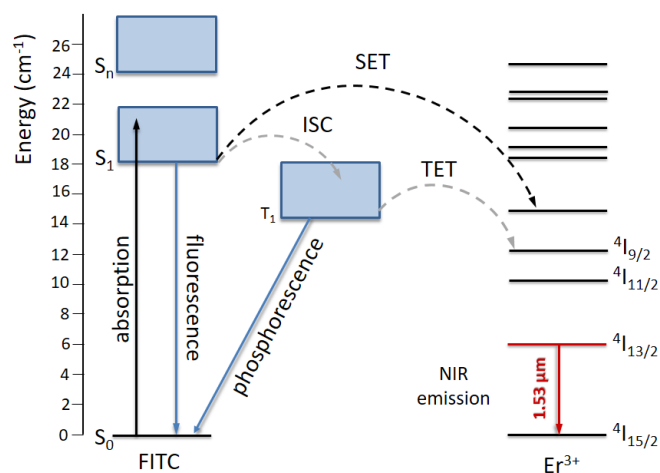 Energy (cm⁻¹)
26
24
22
20
18
16
14
12
10
8
6
4
2
0
Sₙ
S₁
S₀
absorption
fluorescence
FITC
ISC
T₁
phosphorescence
SET
TET
⁴I₉/₂
⁴I₁₁/₂
⁴I₁₃/₂
⁴I₁₅/₂
NIR
emission
1.53 μm
Er³⁺